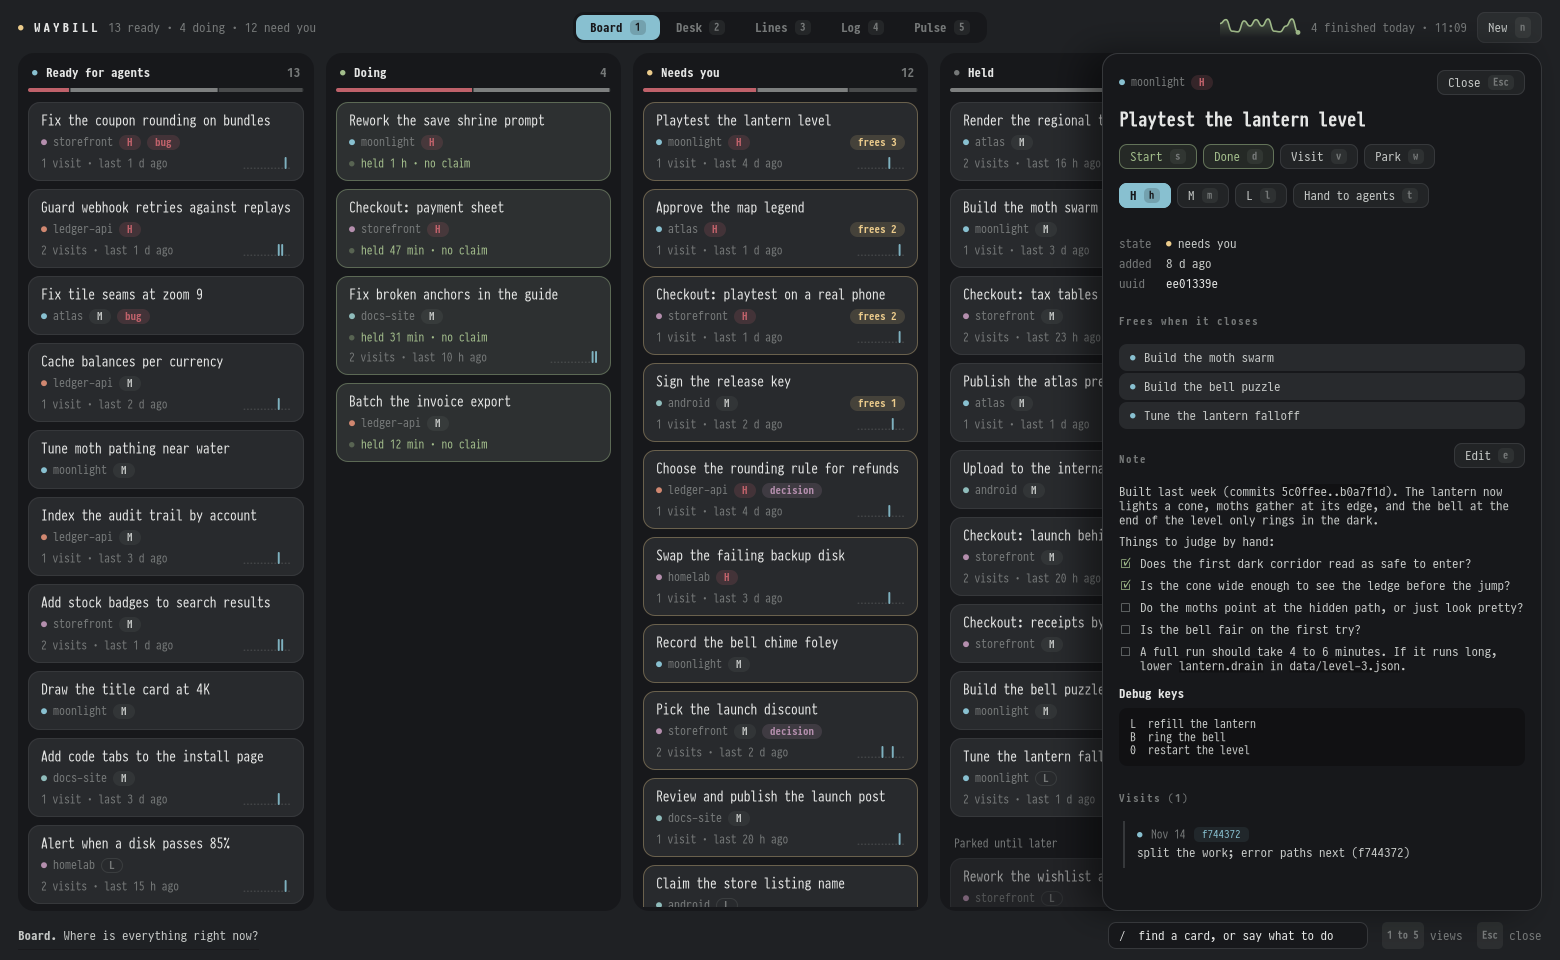 WAYBILL 13 ready · 4 doing · 12 need you
Board 1 Desk 2 Lines 3 Log 4 Pulse 5
4 finished today · 11:09 New n
Ready for agents 13
Fix the coupon rounding on bundles
storefront H bug
1 visit · last 1 d ago
Guard webhook retries against replays
ledger-api H
2 visits · last 1 d ago
Fix tile seams at zoom 9
atlas M bug
Cache balances per currency
ledger-api M
1 visit · last 2 d ago
Tune moth pathing near water
moonlight M
Index the audit trail by account
ledger-api M
1 visit · last 3 d ago
Add stock badges to search results
storefront M
2 visits · last 1 d ago
Draw the title card at 4K
moonlight M
Add code tabs to the install page
docs-site M
1 visit · last 3 d ago
Alert when a disk passes 85%
homelab L
2 visits · last 15 h ago
Doing 4
Rework the save shrine prompt
moonlight H
held 1 h · no claim
Checkout: payment sheet
storefront H
held 47 min · no claim
Fix broken anchors in the guide
docs-site M
held 31 min · no claim
2 visits · last 10 h ago
Batch the invoice export
ledger-api M
held 12 min · no claim
Needs you 12
Playtest the lantern level
moonlight H frees 3
1 visit · last 4 d ago
Approve the map legend
atlas H frees 2
1 visit · last 1 d ago
Checkout: playtest on a real phone
storefront H frees 2
1 visit · last 1 d ago
Sign the release key
android M frees 1
1 visit · last 2 d ago
Choose the rounding rule for refunds
ledger-api H decision
1 visit · last 4 d ago
Swap the failing backup disk
homelab H
1 visit · last 3 d ago
Record the bell chime foley
moonlight M
Pick the launch discount
storefront M decision
2 visits · last 2 d ago
Review and publish the launch post
docs-site M
1 visit · last 20 h ago
Claim the store listing name
android L
Held
Render the regional t
atlas M
2 visits · last 16 h ago
Build the moth swarm
moonlight M
1 visit · last 3 d ago
Checkout: tax tables
storefront M
2 visits · last 23 h ago
Publish the atlas pre
atlas M
1 visit · last 1 d ago
Upload to the interna
android M
Checkout: launch behi
storefront M
2 visits · last 20 h ago
Checkout: receipts by
storefront M
Build the bell puzzle
moonlight M
Tune the lantern fall
moonlight L
2 visits · last 1 d ago
Parked until later
Rework the wishlist a
storefront L
moonlight H Close Esc
Playtest the lantern level
Start s Done d Visit v Park w
H h M m L l Hand to agents t
state needs you
added 8 d ago
uuid ee01339e
Frees when it closes
Build the moth swarm
Build the bell puzzle
Tune the lantern falloff
Note Edit e
Built last week (commits 5c0ffee..b0a7f1d). The lantern now
lights a cone, moths gather at its edge, and the bell at the
end of the level only rings in the dark.
Things to judge by hand:
Does the first dark corridor read as safe to enter?
Is the cone wide enough to see the ledge before the jump?
Do the moths point at the hidden path, or just look pretty?
Is the bell fair on the first try?
A full run should take 4 to 6 minutes. If it runs long,
lower lantern.drain in data/level-3.json.
Debug keys
L refill the lantern
B ring the bell
0 restart the level
Visits (1)
Nov 14 f744372
split the work; error paths next (f744372)
Board. Where is everything right now?
/ find a card, or say what to do 1 to 5 views Esc close